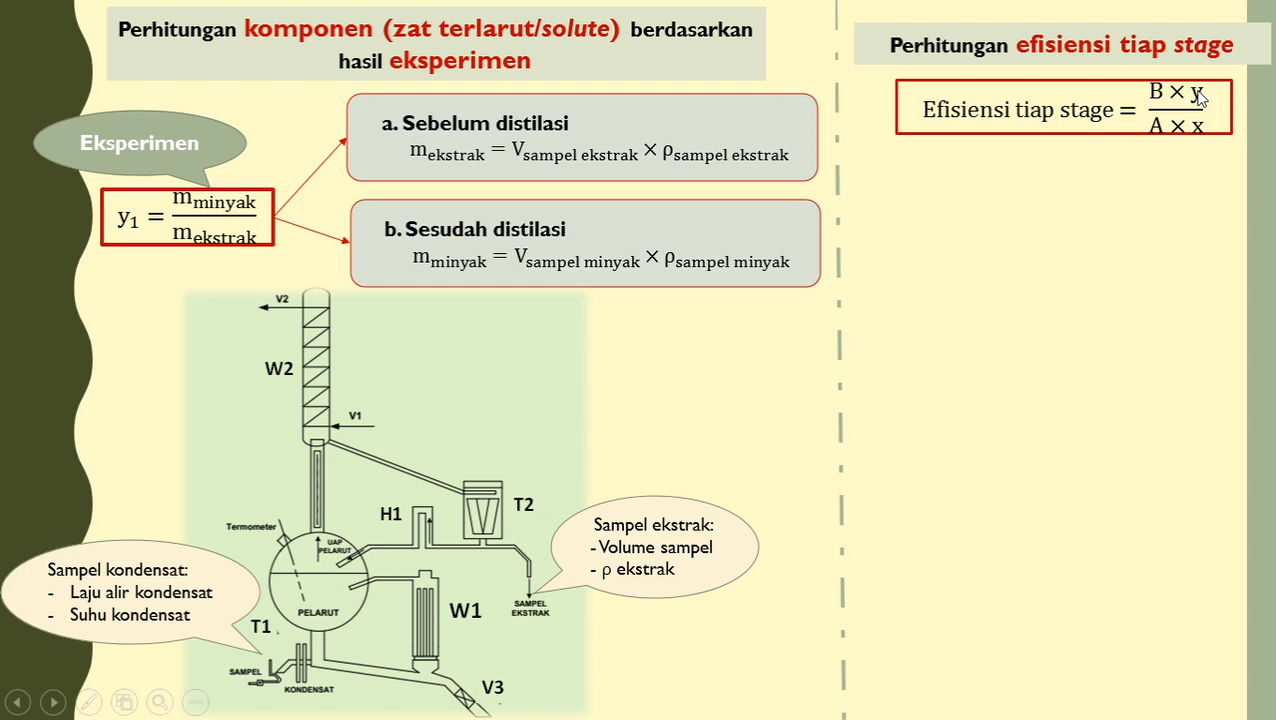 Perhitungan komponen (zat terlarut/solute) berdasarkan
hasil eksperimen
Eksperimen
y₁ = m_minyak / m_ekstrak
a. Sebelum distilasi
m_ekstrak = V_sampel ekstrak × ρ_sampel ekstrak
b. Sesudah distilasi
m_minyak = V_sampel minyak × ρ_sampel minyak
V2
W2
V1
T2
H1
Termometer
UAP
PELARUT
PELARUT
W1
T1
SAMPEL
KONDENSAT
V3
SAMPEL
EKSTRAK
Sampel ekstrak:
- Volume sampel
- ρ ekstrak
Sampel kondensat:
- Laju alir kondensat
- Suhu kondensat
Perhitungan efisiensi tiap stage
Efisiensi tiap stage = B × y / A × x